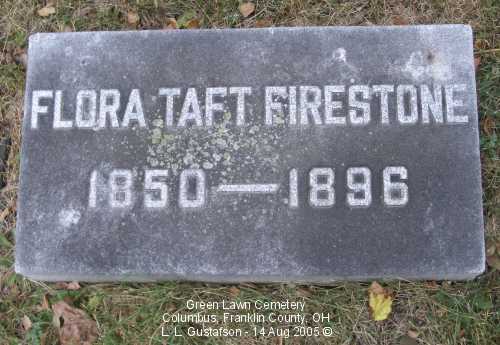 FLORA TAFT FIRESTONE
1850—1896
Green Lawn Cemetery
Columbus, Franklin County, OH
L. L. Gustafson - 14 Aug 2005 ©